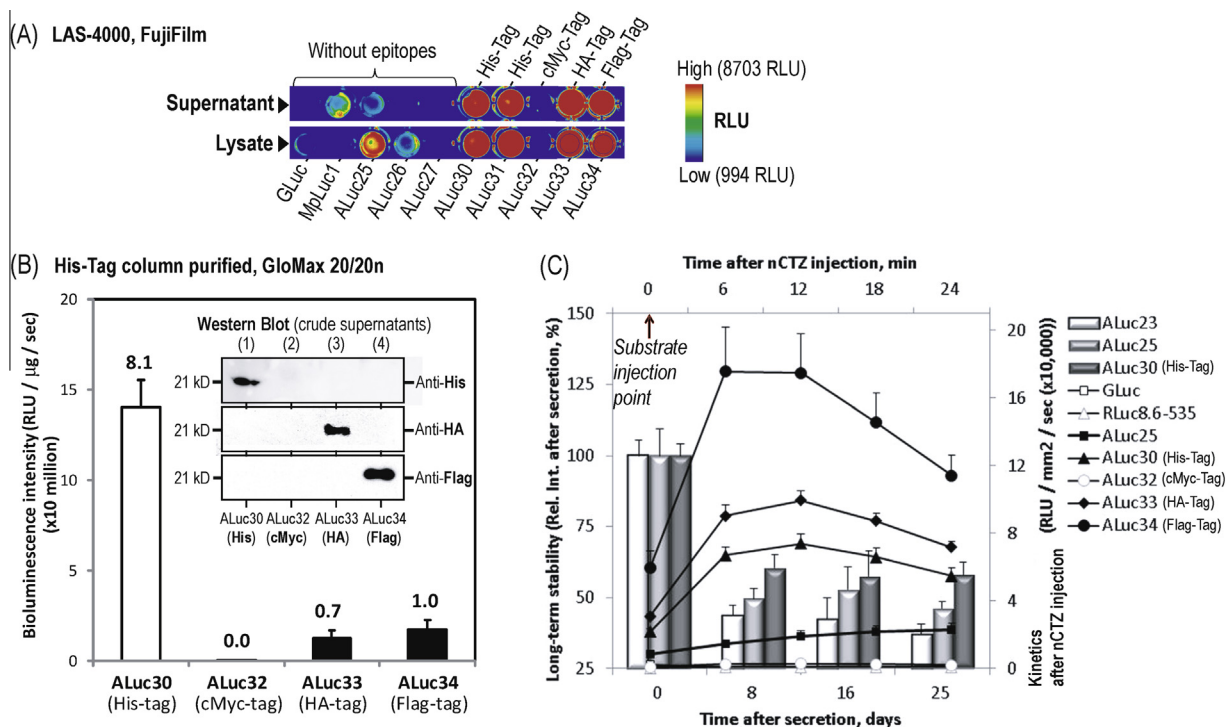 (A) LAS-4000, FujiFilm
Without epitopes
His-Tag
His-Tag
cMyc-Tag
HA-Tag
Flag-Tag
Supernatant
Lysate
GLuc
MpLuc1
ALuc25
ALuc26
ALuc27
ALuc30
ALuc31
ALuc32
ALuc33
ALuc34
High (8703 RLU)
RLU
Low (994 RLU)
(B) His-Tag column purified, GloMax 20/20n
Bioluminescence intensity (RLU / μg / sec)
(x10 million)
20
15
10
5
0
8.1
0.0
0.7
1.0
Western Blot (crude supernatants)
(1) (2) (3) (4)
21 kD Anti-His
21 kD Anti-HA
21 kD Anti-Flag
ALuc30 ALuc32 ALuc33 ALuc34
(His) (cMyc) (HA) (Flag)
ALuc30 ALuc32 ALuc33 ALuc34
(His-tag) (cMyc-tag) (HA-tag) (Flag-tag)
(C) Time after nCTZ injection, min
0 6 12 18 24
Long-term stability (Rel. Int. after secretion, %)
150
125
100
75
50
25
Substrate
injection
point
20
16
12
8
4
0
(RLU / mm2 / sec (x10,000))
Kinetics
after nCTZ injection
0 8 16 25
Time after secretion, days
ALuc23
ALuc25
ALuc30 (His-Tag)
GLuc
RLuc8.6-535
ALuc25
ALuc30 (His-Tag)
ALuc32 (cMyc-Tag)
ALuc33 (HA-Tag)
ALuc34 (Flag-Tag)